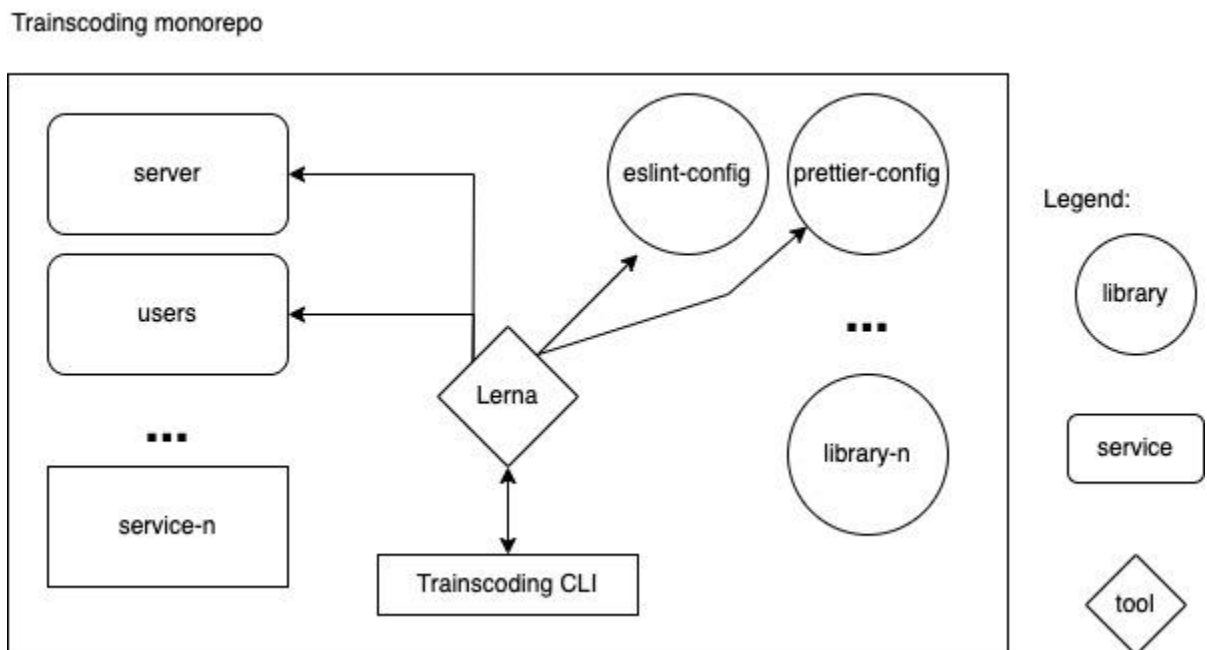 Trainscoding monorepo
server
eslint-config
prettier-config
Legend:
users
library
...
Lerna
...
service
library-n
service-n
Trainscoding CLI
tool